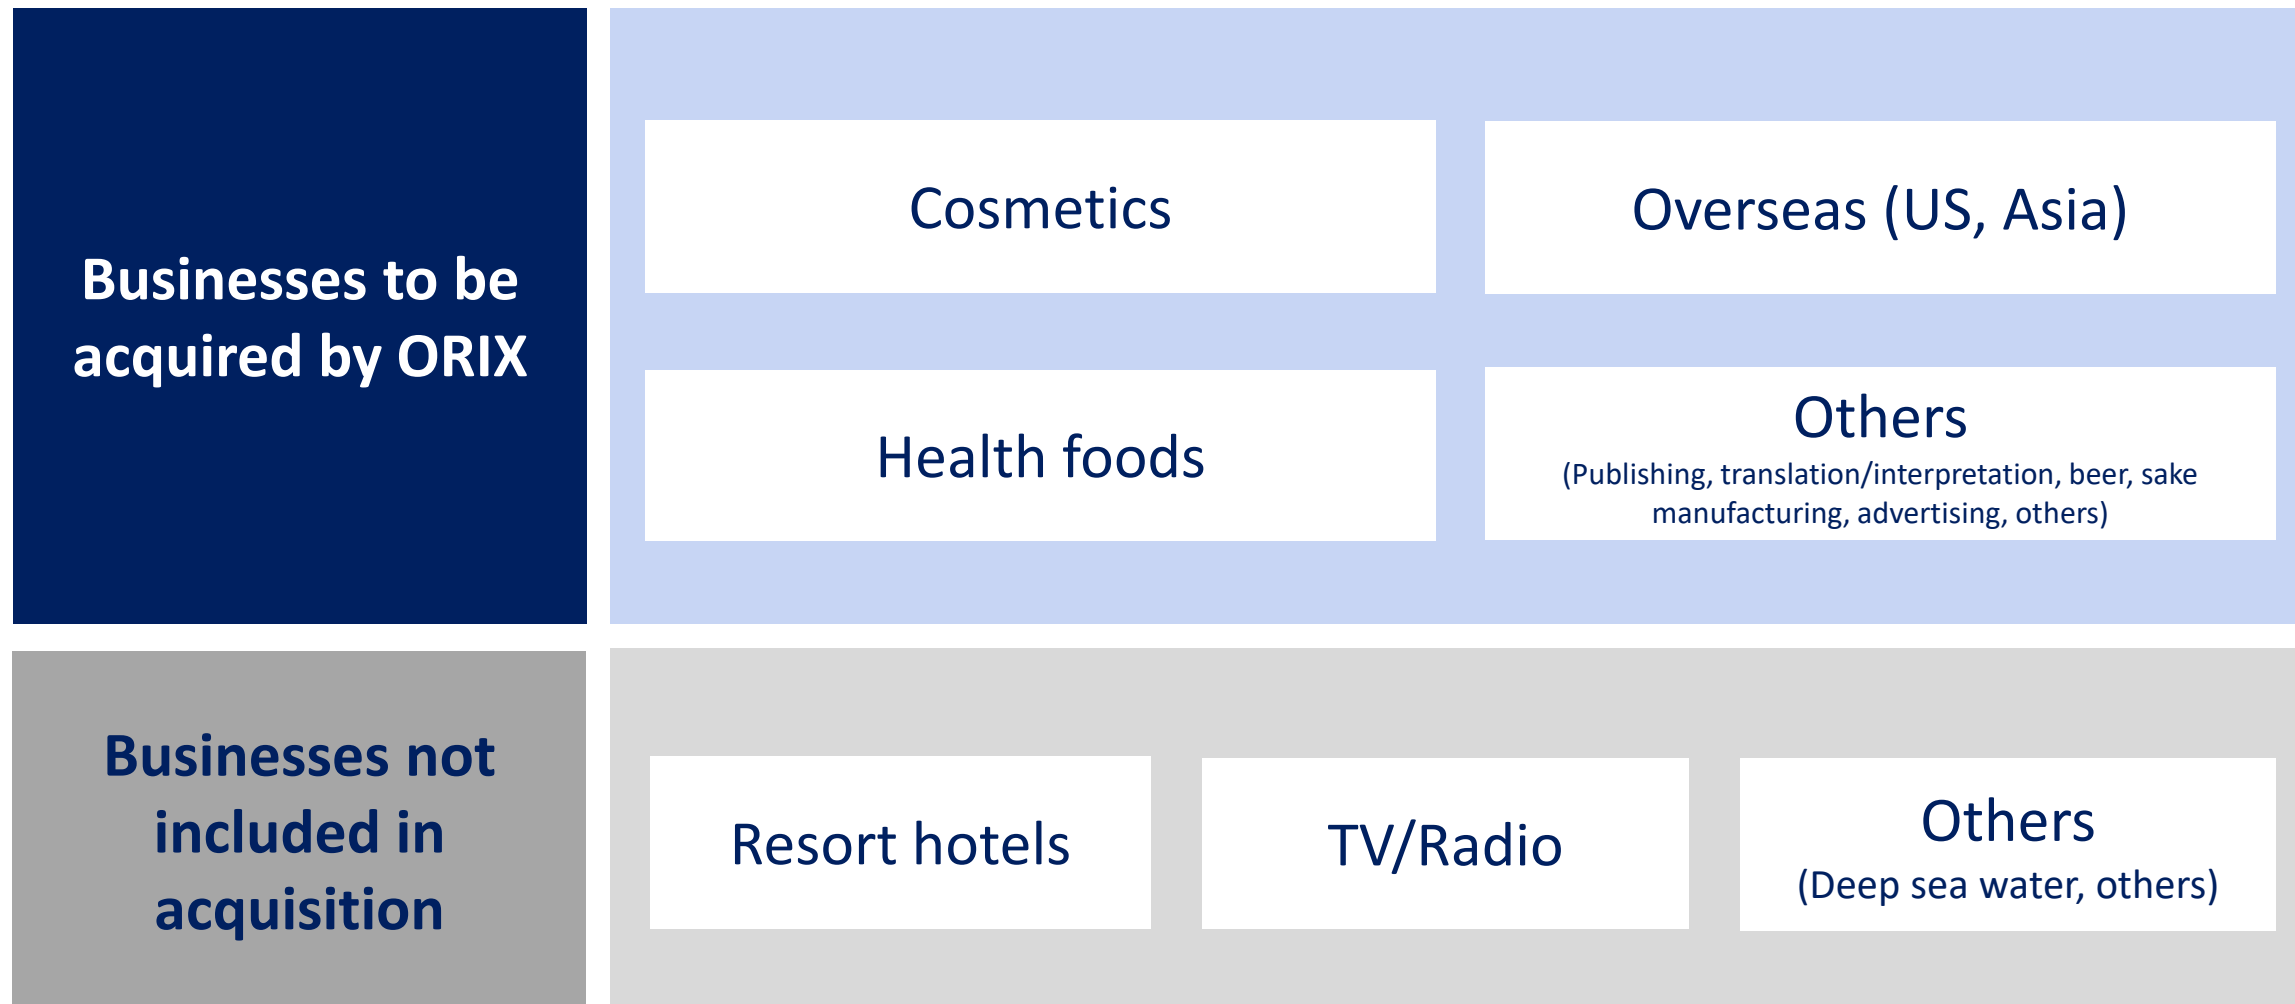 Businesses to be
acquired by ORIX
Cosmetics
Overseas (US, Asia)
Health foods
Others
(Publishing, translation/interpretation, beer, sake
manufacturing, advertising, others)
Businesses not
included in
acquisition
Resort hotels
TV/Radio
Others
(Deep sea water, others)